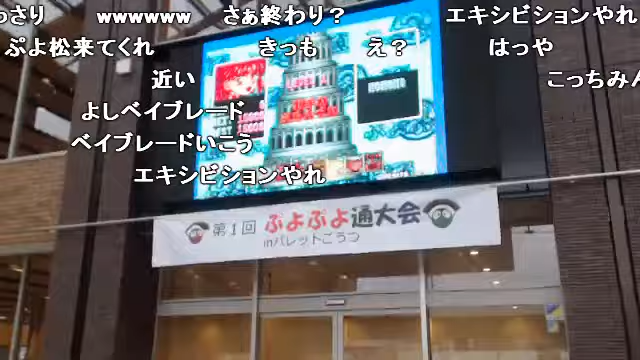 っさり wwwwww さぁ終わり？ エキシビションやれ
ぷよ松来てくれ きっも え？ はっや
近い こっちみん
よしベイブレード
ベイブレードいこう
エキシビションやれ
第1回 ぷよぷよ通大会
inパレットごうつ